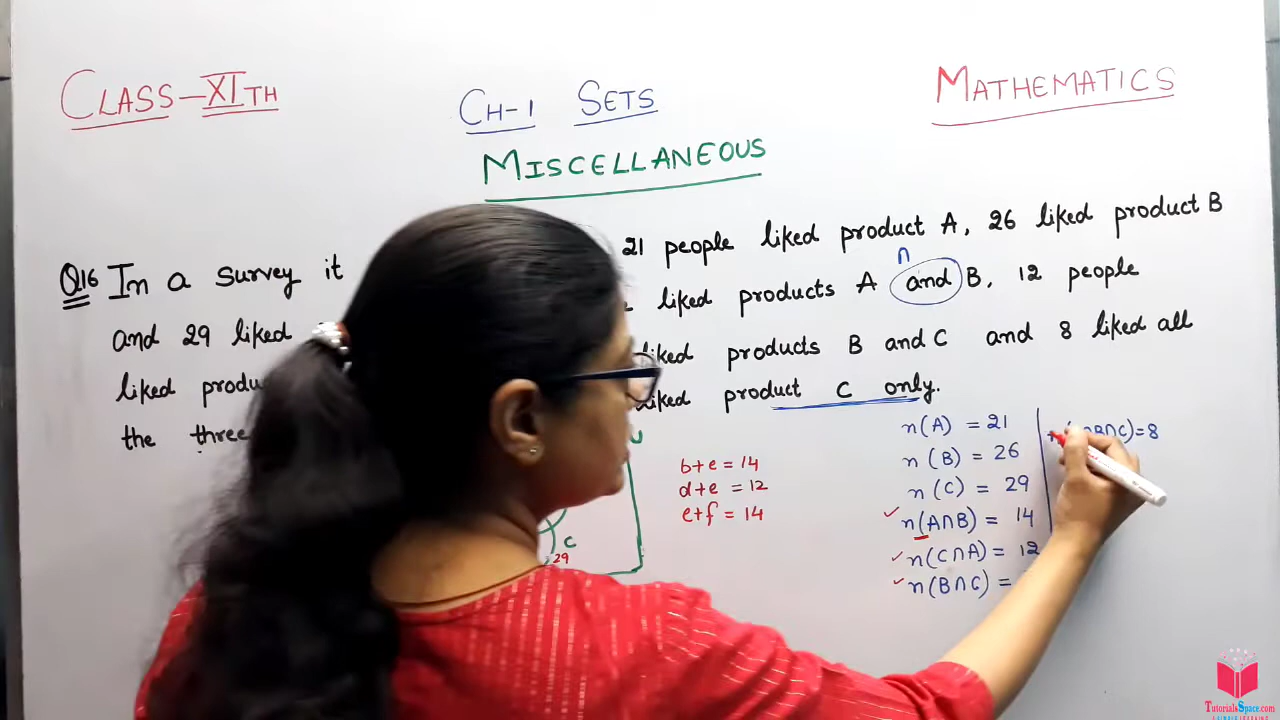 CLASS-XITH
CH-1 SETS
MATHEMATICS
MISCELLANEOUS
Q16 In a survey it 21 people liked product A, 26 liked product B
and 29 liked liked products A and B, 12 people
∩
liked liked products B and C and 8 liked all
the three liked product C only.
U
C
29
b+e = 14
d+e = 12
e+f = 14
n(A) = 21
n(B) = 26
n(C) = 29
n(A∩B) = 14
n(C∩A) = 12
n(B∩C) =
B∩C)=8
TutorialsSpace.com